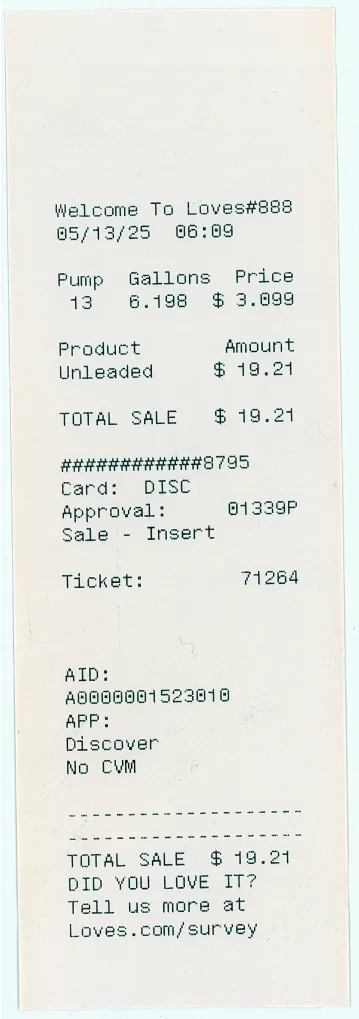 Welcome To Loves#888
05/13/25  06:09
Pump  Gallons  Price
13  6.198  $ 3.099
Product  Amount
Unleaded  $ 19.21
TOTAL SALE  $ 19.21
############8795
Card:  DISC
Approval:  01339P
Sale - Insert
Ticket:  71264
AID:
A0000001523010
APP:
Discover
No CVM
--------------------
--------------------
TOTAL SALE  $ 19.21
DID YOU LOVE IT?
Tell us more at
Loves.com/survey